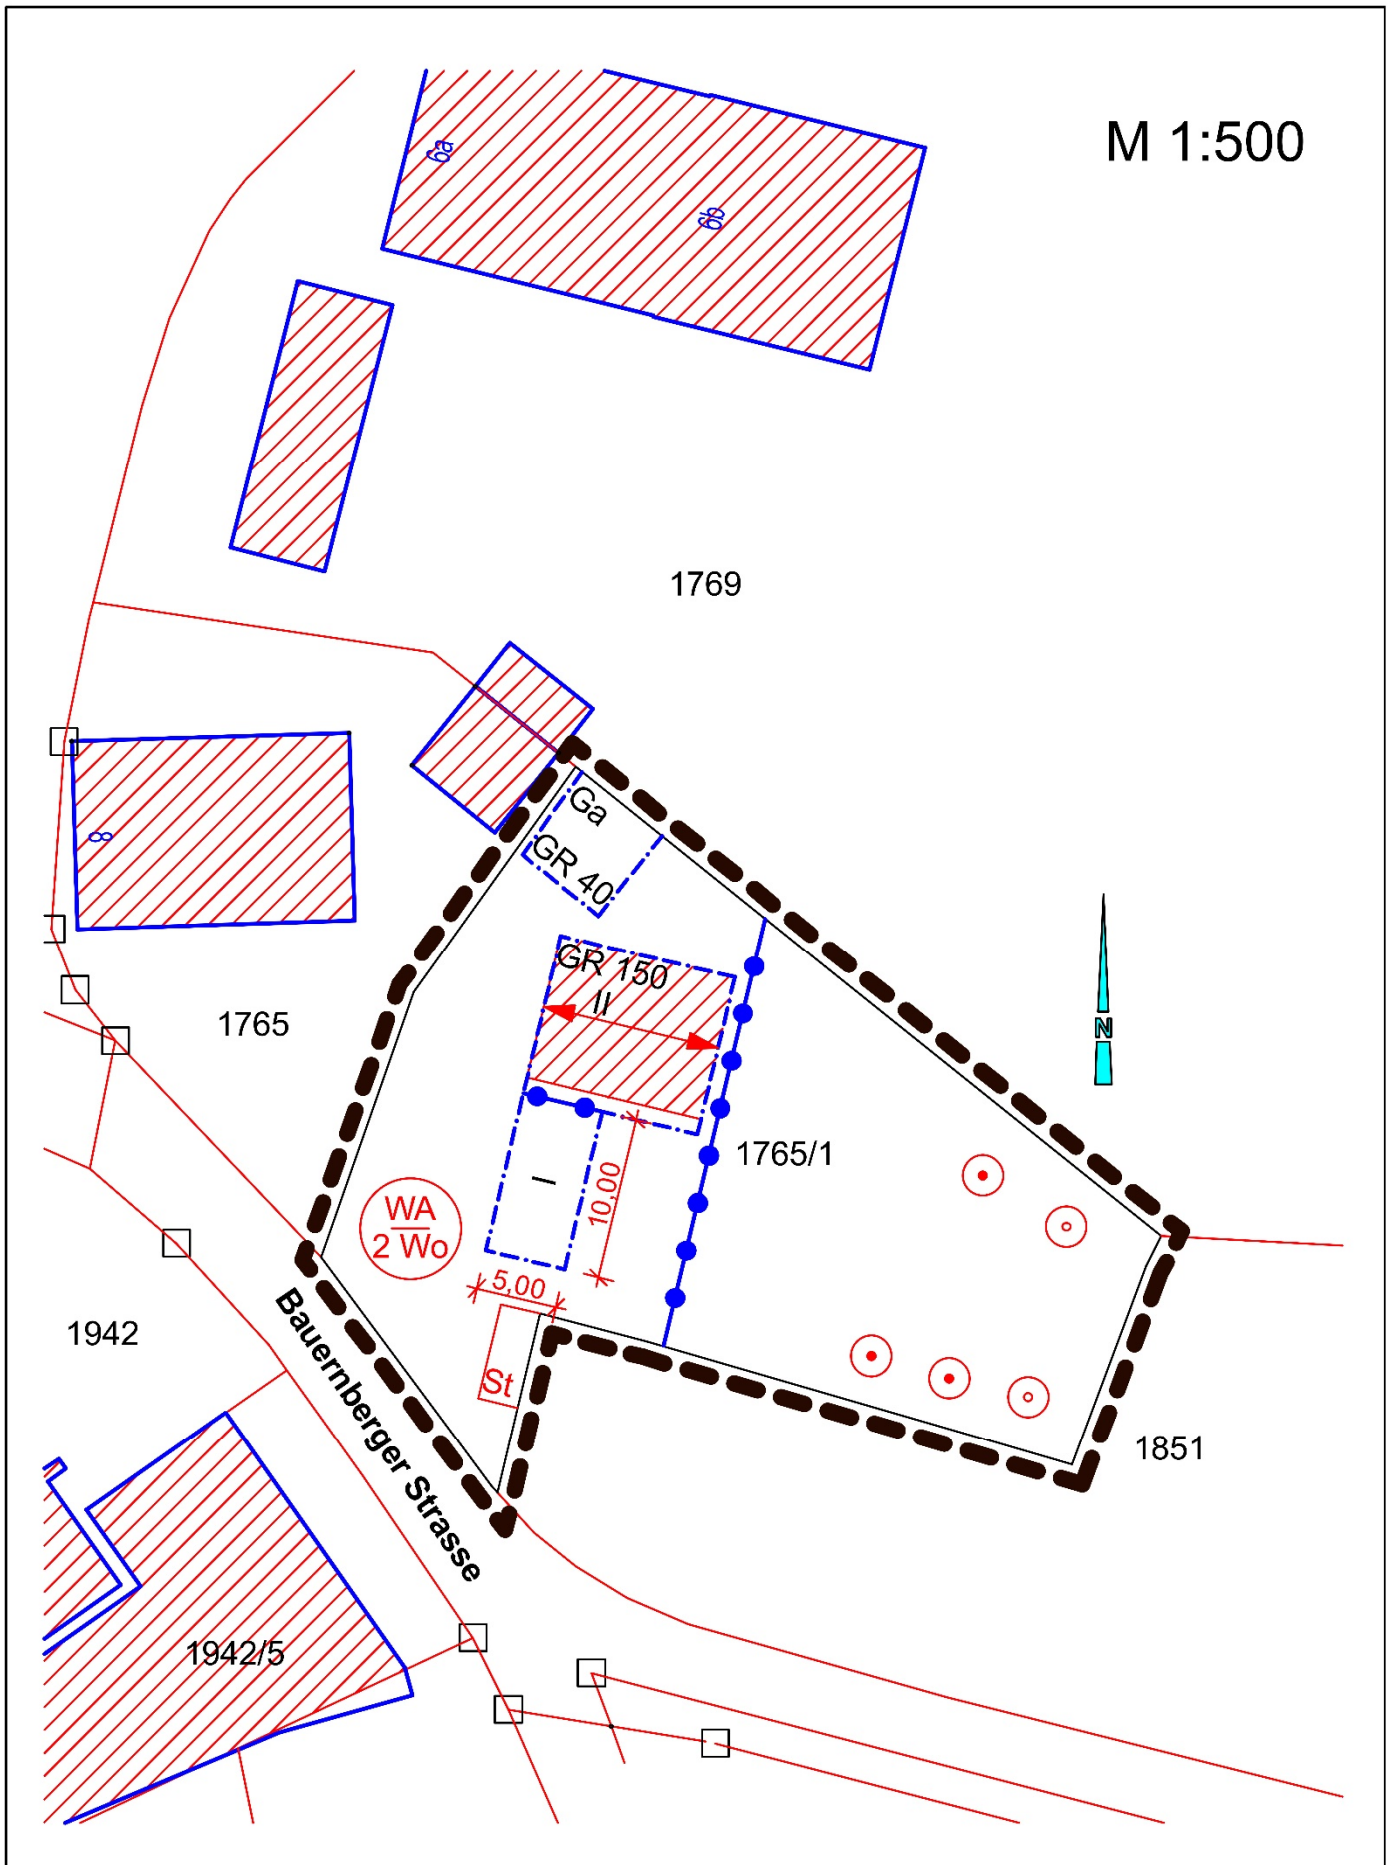 M 1:500
6a
6b
1769
Ga
GR 40
8
GR 150
II
1765
N
1765/1
I
10,00
WA
2 Wo
5,00
1942
St
Bauernberger Strasse
1851
1942/5